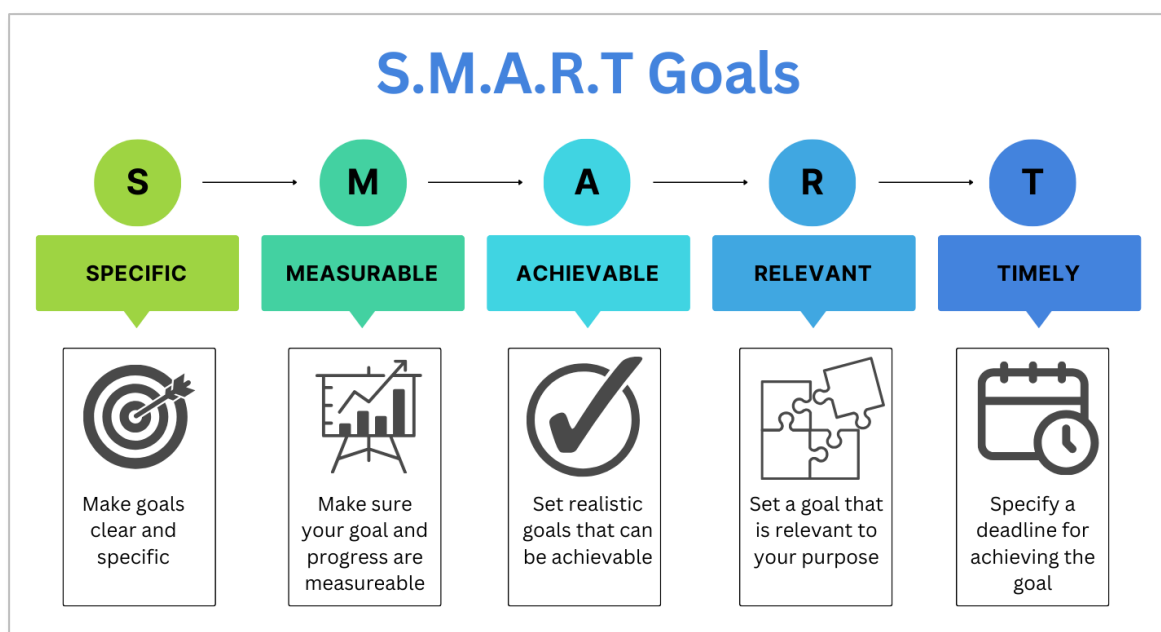 S.M.A.R.T Goals
S
M
A
R
T
SPECIFIC
MEASURABLE
ACHIEVABLE
RELEVANT
TIMELY
Make goals
clear and
specific
Make sure
your goal and
progress are
measureable
Set realistic
goals that can
be achievable
Set a goal that
is relevant to
your purpose
Specify a
deadline for
achieving the
goal